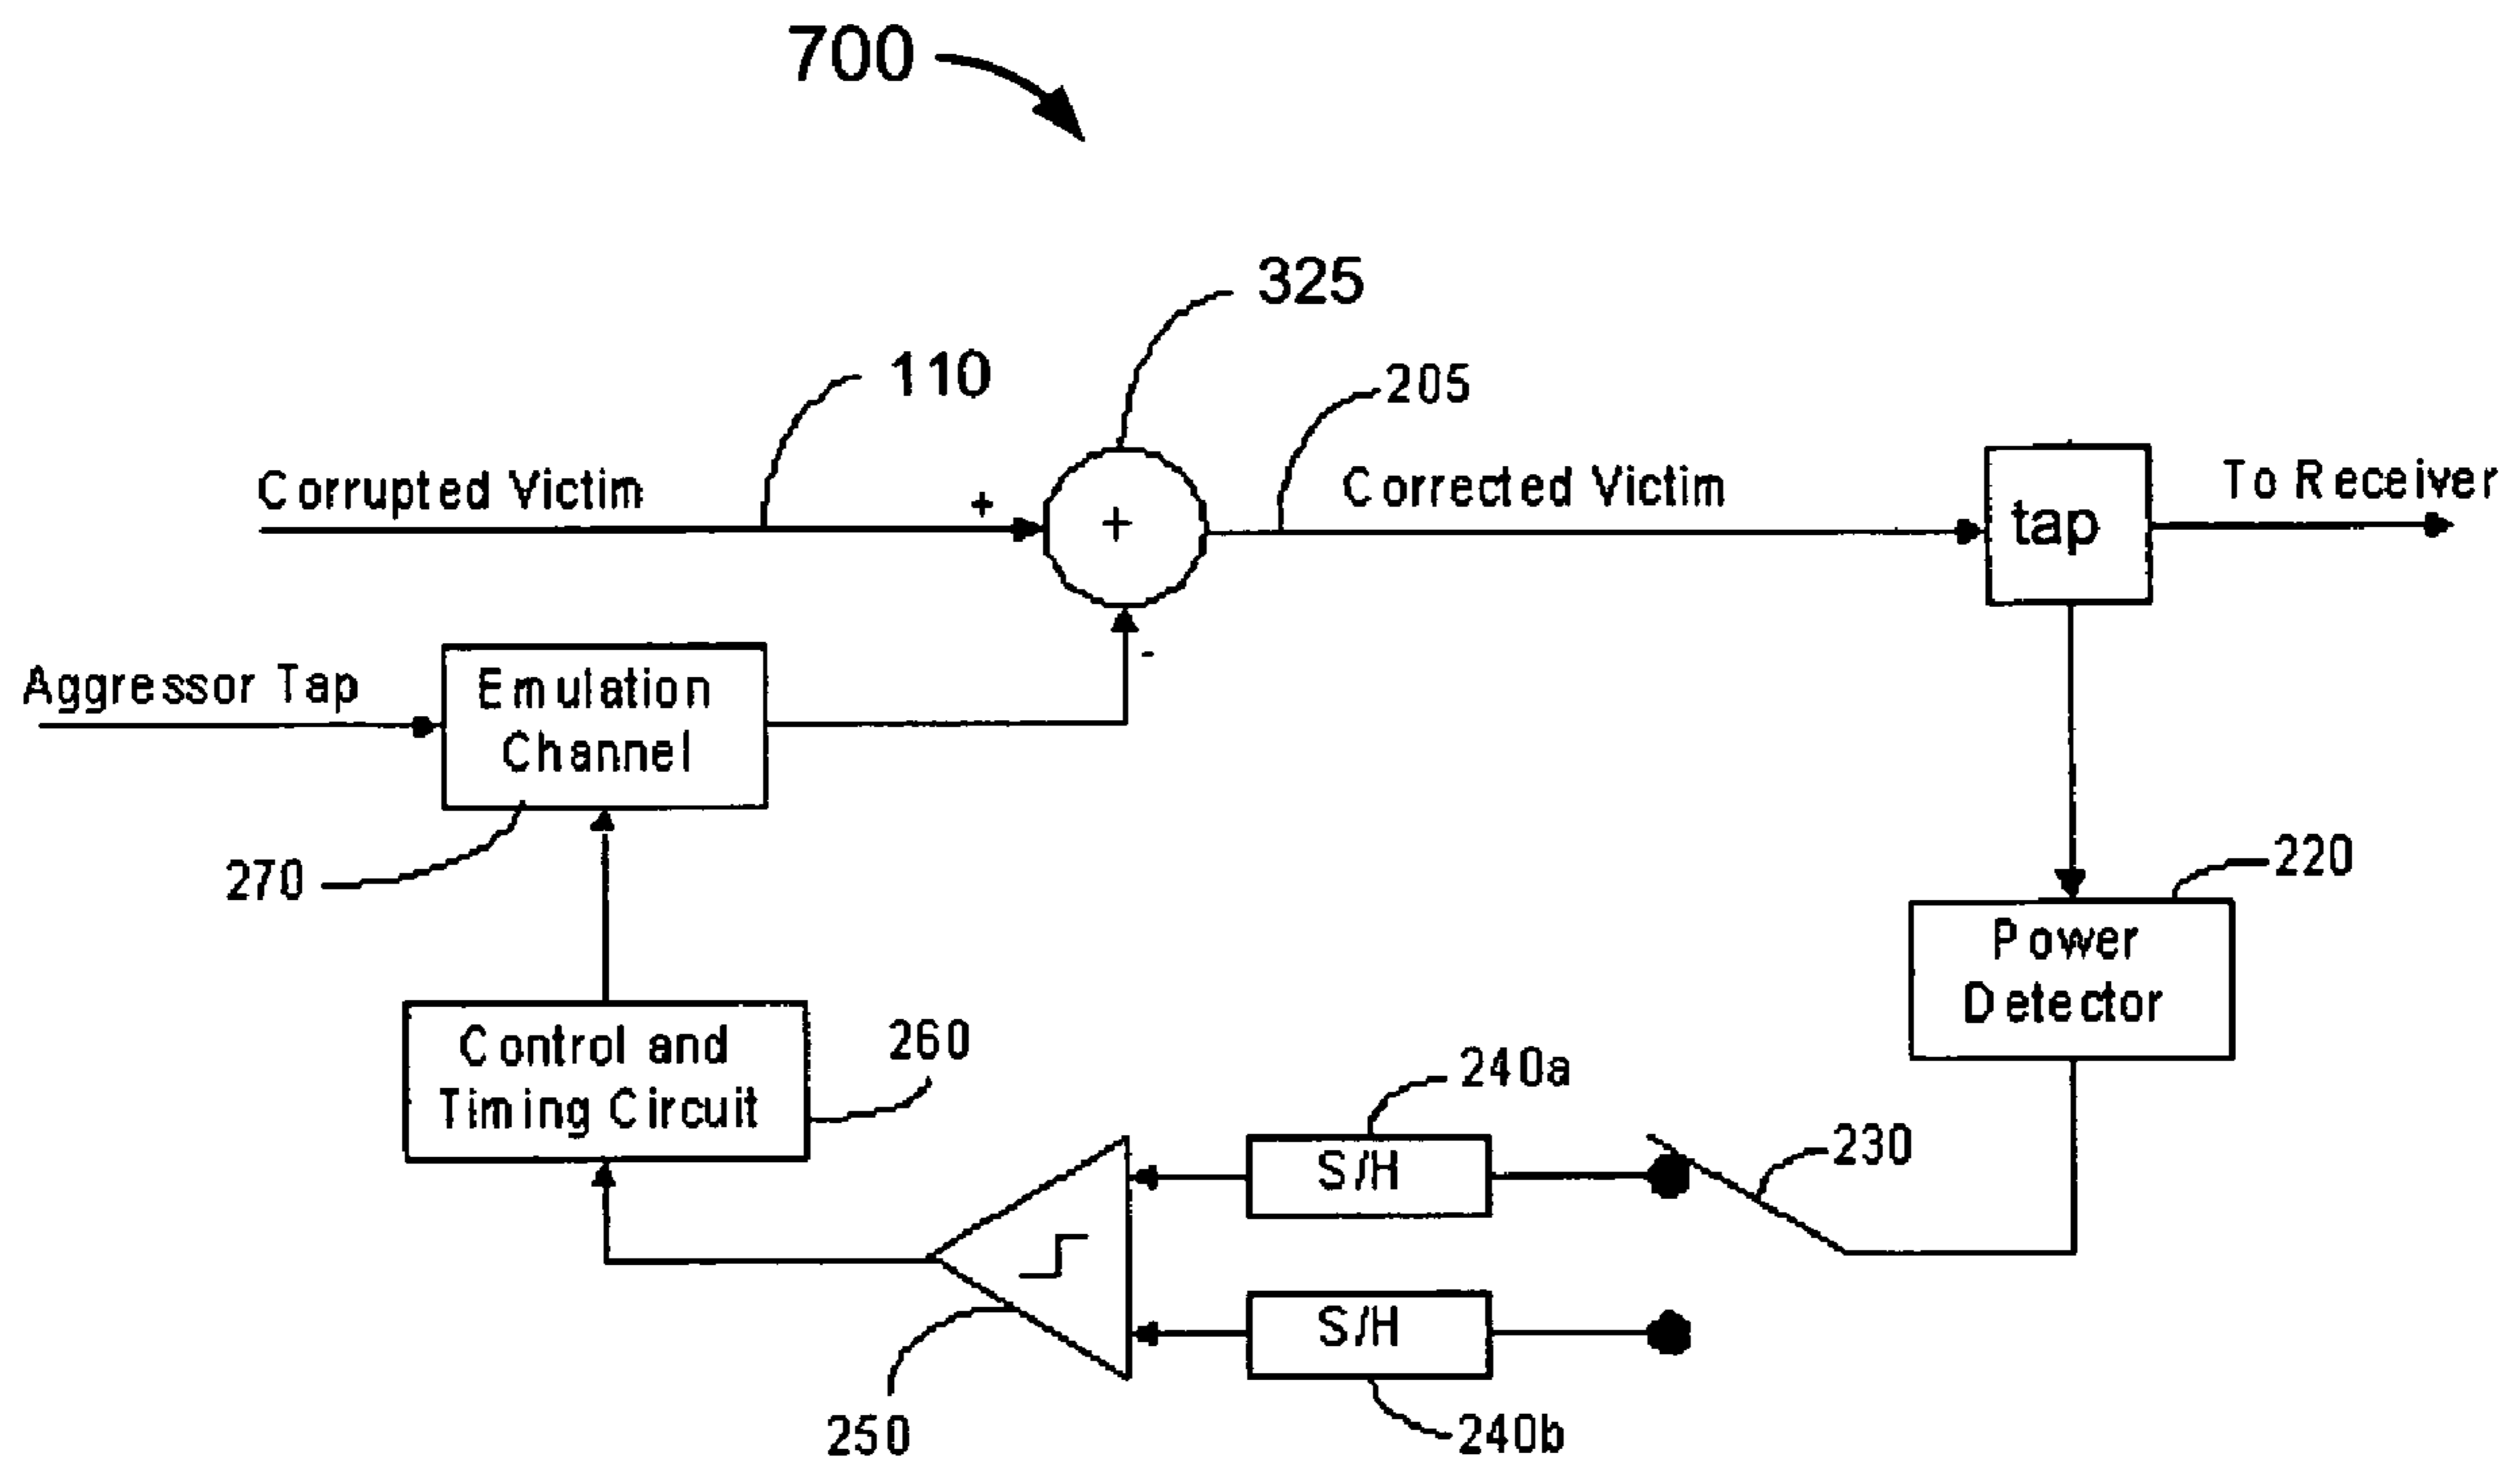 700
325
110
205
Corrupted Victim
+
+
Corrected Victim
tap
To Receiver
-
Aggressor Tap
Emulation
Channel
270
220
Power
Detector
Control and
Timing Circuit
260
240a
S/H
230
S/H
250
240b